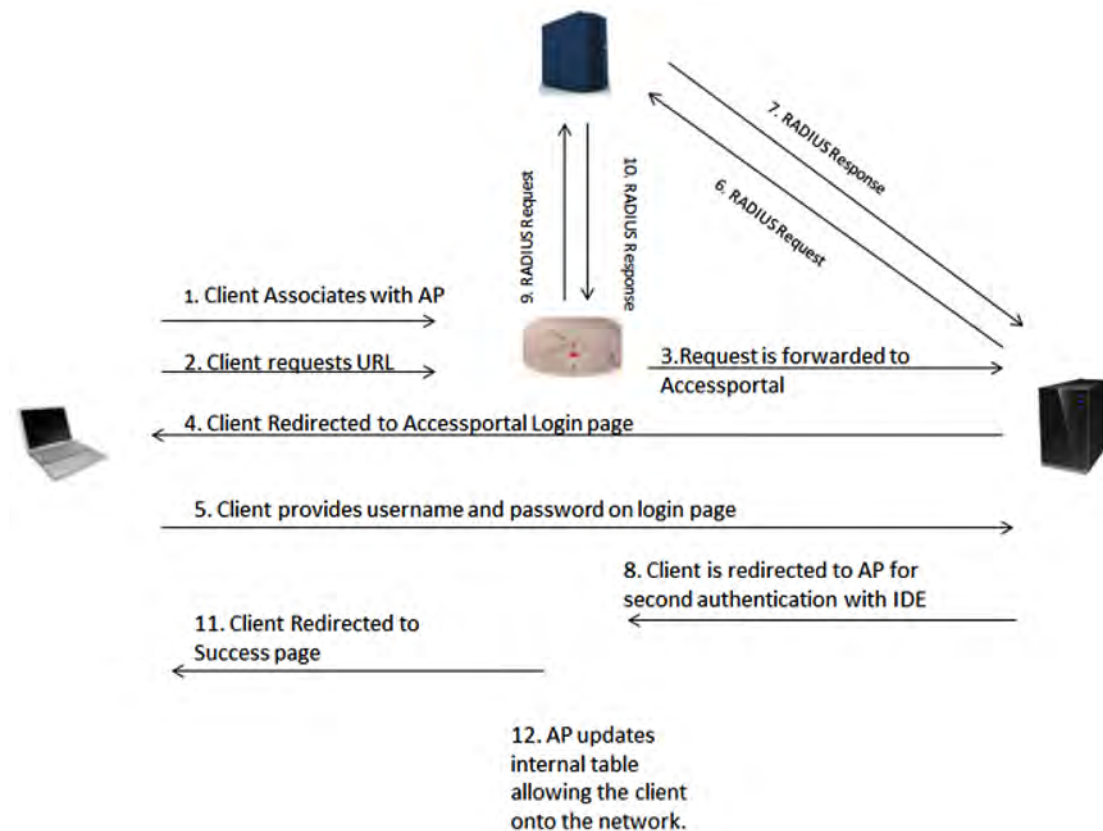 7. RADIUS Response
6. RADIUS Request
9. RADIUS Request
10. RADIUS Response
1. Client Associates with AP
2. Client requests URL
3.Request is forwarded to
Accessportal
4. Client Redirected to Accessportal Login page
5. Client provides username and password on login page
8. Client is redirected to AP for
second authentication with IDE
11. Client Redirected to
Success page
12. AP updates
internal table
allowing the client
onto the network.